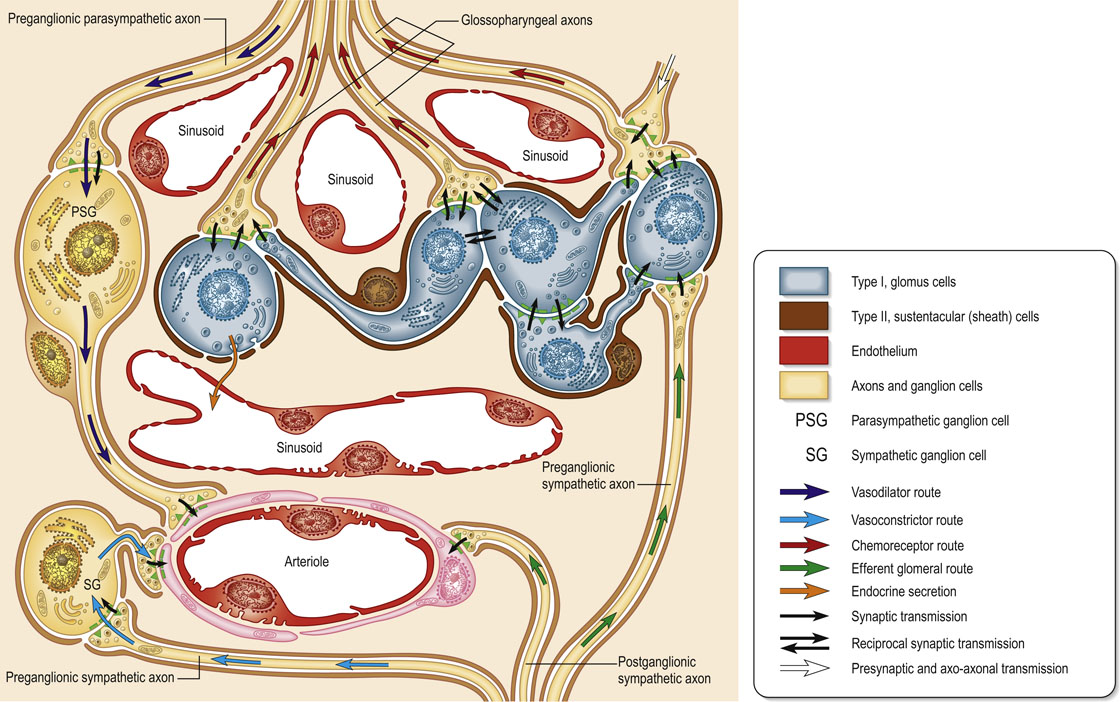 Preganglionic parasympathetic axon
Glossopharyngeal axons
Sinusoid
Sinusoid
Sinusoid
PSG
Sinusoid
Preganglionic
sympathetic axon
Arteriole
SG
Preganglionic sympathetic axon
Postganglionic
sympathetic axon
Type I, glomus cells
Type II, sustentacular (sheath) cells
Endothelium
Axons and ganglion cells
PSG Parasympathetic ganglion cell
SG Sympathetic ganglion cell
Vasodilator route
Vasoconstrictor route
Chemoreceptor route
Efferent glomeral route
Endocrine secretion
Synaptic transmission
Reciprocal synaptic transmission
Presynaptic and axo-axonal transmission